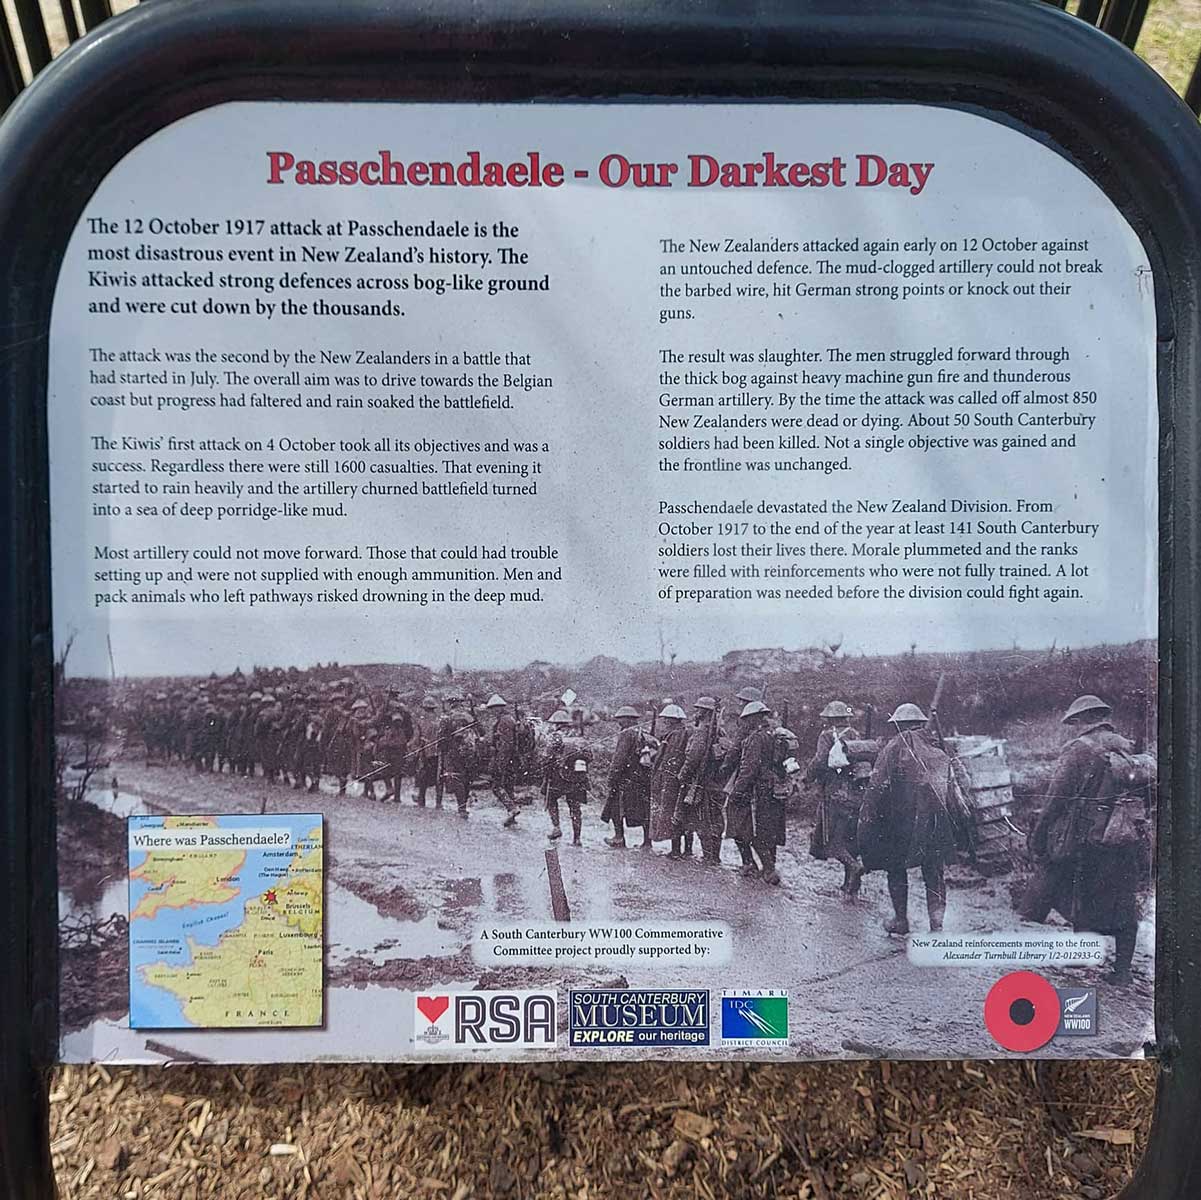 Passchendaele - Our Darkest Day
The 12 October 1917 attack at Passchendaele is the
most disastrous event in New Zealand's history. The
Kiwis attacked strong defences across bog-like ground
and were cut down by the thousands.
The attack was the second by the New Zealanders in a battle that
had started in July. The overall aim was to drive towards the Belgian
coast but progress had faltered and rain soaked the battlefield.
The Kiwis' first attack on 4 October took all its objectives and was a
success. Regardless there were still 1600 casualties. That evening it
started to rain heavily and the artillery churned battlefield turned
into a sea of deep porridge-like mud.
Most artillery could not move forward. Those that could had trouble
setting up and were not supplied with enough ammunition. Men and
pack animals who left pathways risked drowning in the deep mud.
The New Zealanders attacked again early on 12 October against
an untouched defence. The mud-clogged artillery could not break
the barbed wire, hit German strong points or knock out their
guns.
The result was slaughter. The men struggled forward through
the thick bog against heavy machine gun fire and thunderous
German artillery. By the time the attack was called off almost 850
New Zealanders were dead or dying. About 50 South Canterbury
soldiers had been killed. Not a single objective was gained and
the frontline was unchanged.
Passchendaele devastated the New Zealand Division. From
October 1917 to the end of the year at least 141 South Canterbury
soldiers lost their lives there. Morale plummeted and the ranks
were filled with reinforcements who were not fully trained. A lot
of preparation was needed before the division could fight again.
Where was Passchendaele?
Amsterdam
London
English Channel
Brussels
BELGIUM
Luxembourg
Paris
FRANCE
A South Canterbury WW100 Commemorative
Committee project proudly supported by:
RSA
SOUTH CANTERBURY
MUSEUM
EXPLORE our heritage
TIMARU
TDC
DISTRICT COUNCIL
New Zealand reinforcements moving to the front.
Alexander Turnbull Library 1/2-012933-G.
NEW ZEALAND
WW100